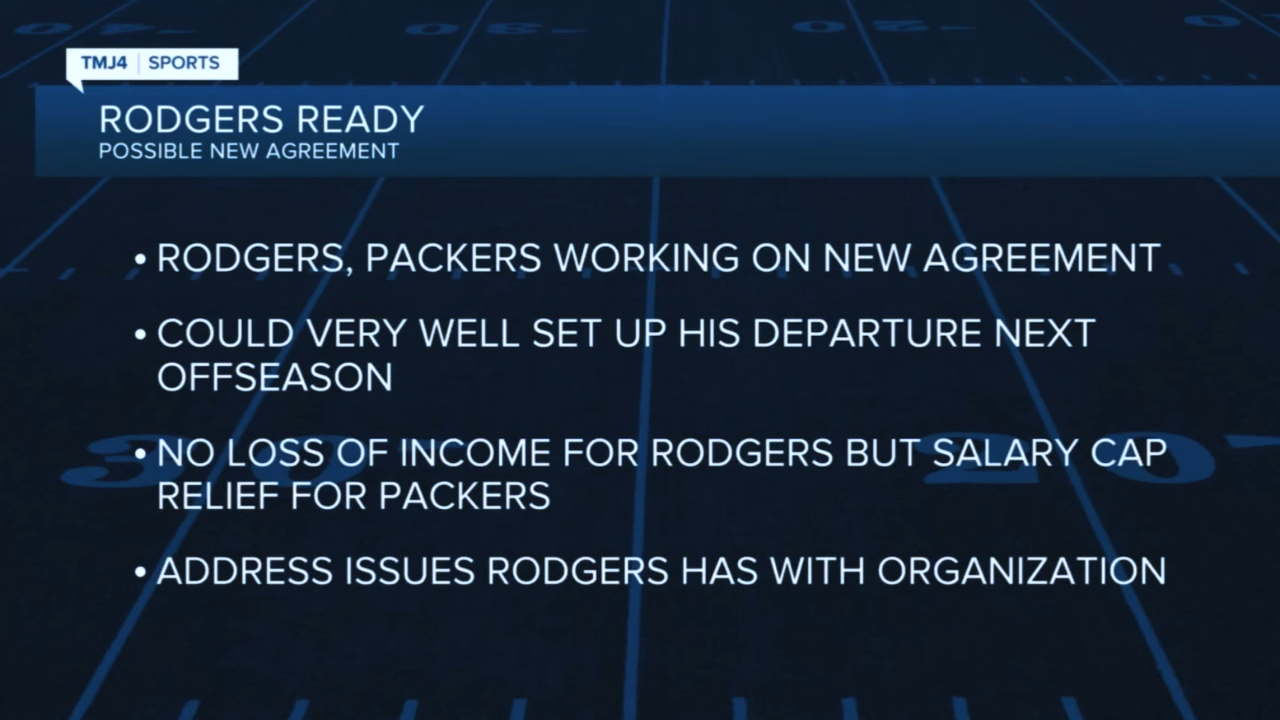 TMJ4 | SPORTS
RODGERS READY
POSSIBLE NEW AGREEMENT
• RODGERS, PACKERS WORKING ON NEW AGREEMENT
• COULD VERY WELL SET UP HIS DEPARTURE NEXT
OFFSEASON
• NO LOSS OF INCOME FOR RODGERS BUT SALARY CAP
RELIEF FOR PACKERS
• ADDRESS ISSUES RODGERS HAS WITH ORGANIZATION
30
20